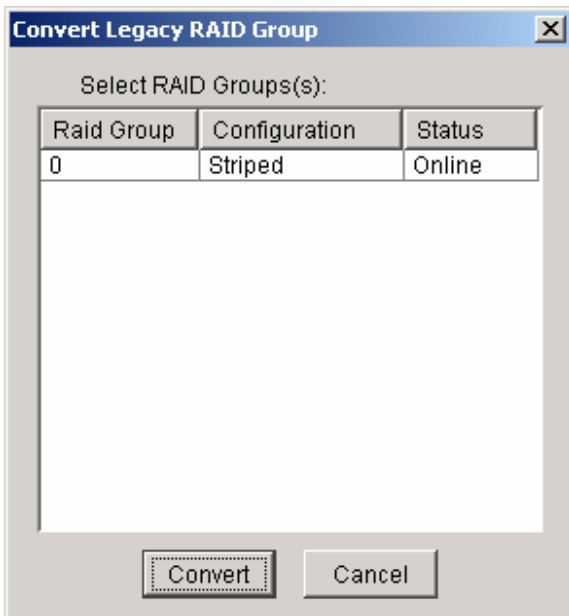 Convert Legacy RAID Group
Select RAID Groups(s):
Raid Group Configuration Status
0 Striped Online
Convert Cancel